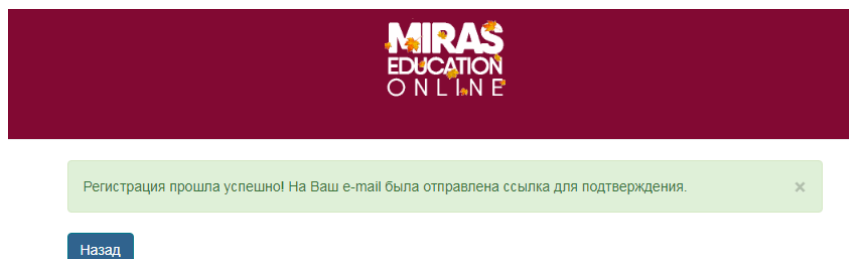 MIRAS
EDUCATION
ONLINE
Регистрация прошла успешно! На Ваш e-mail была отправлена ссылка для подтверждения. ×
Назад